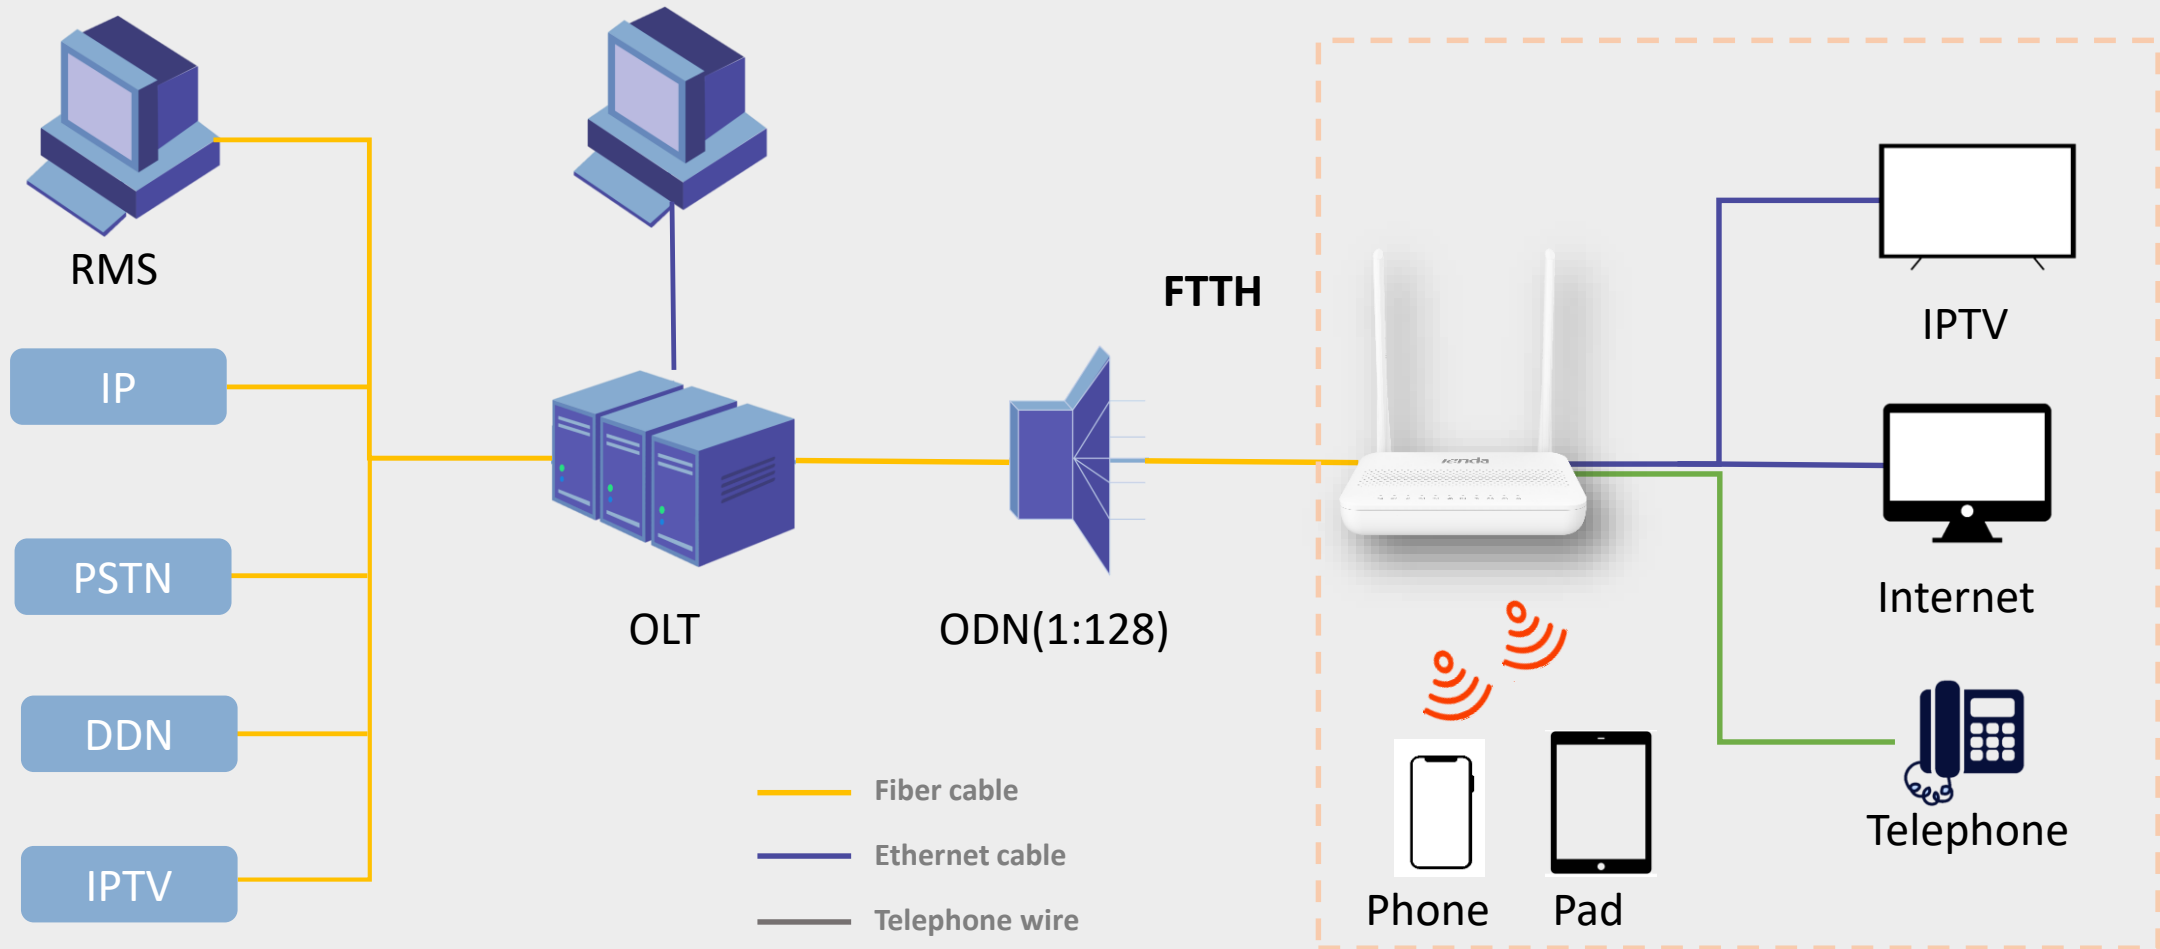 RMS
IP
PSTN
DDN
IPTV
OLT
ODN(1:128)
FTTH
Fiber cable
Ethernet cable
Telephone wire
IPTV
Internet
Telephone
Phone
Pad